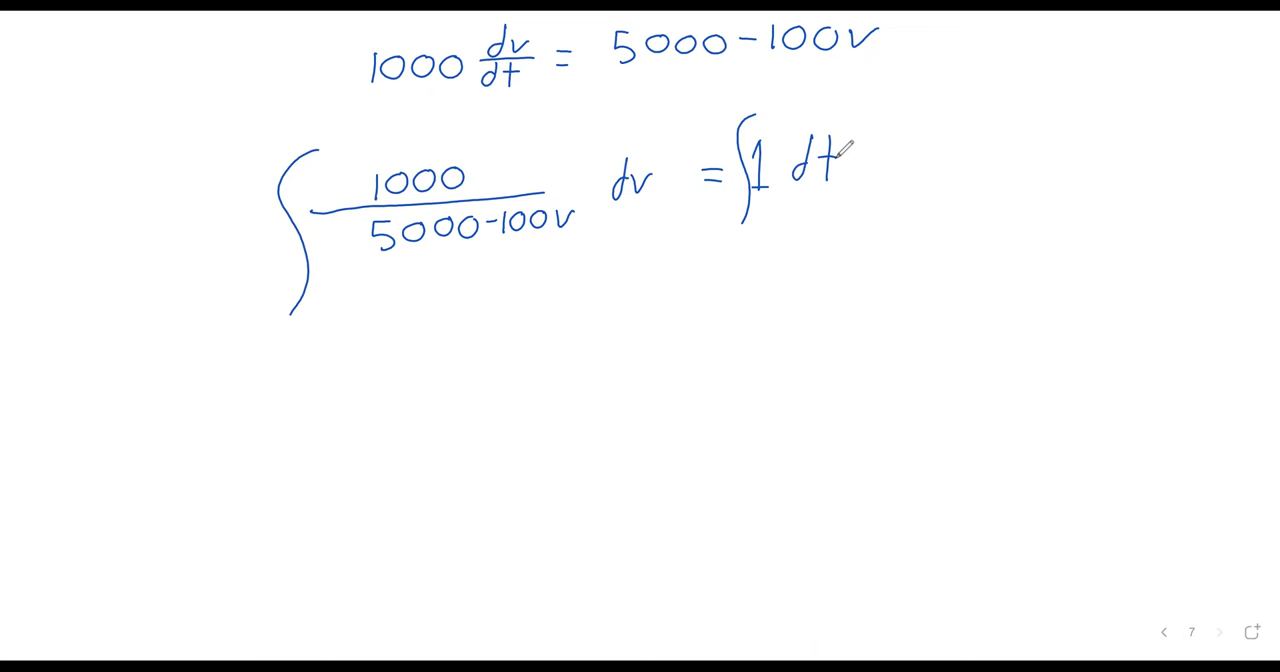 1000 dv/dt = 5000 - 100v
∫ 1000/(5000-100v) dv = ∫ 1 dt
7